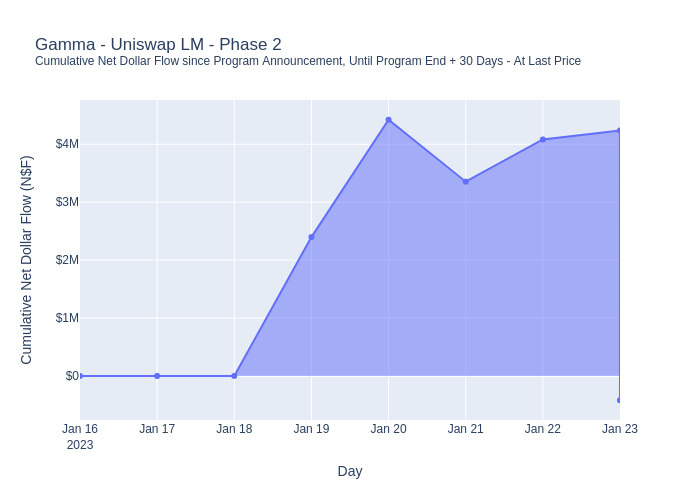 Gamma - Uniswap LM - Phase 2
Cumulative Net Dollar Flow since Program Announcement, Until Program End + 30 Days - At Last Price
Cumulative Net Dollar Flow (N$F)
$4M
$3M
$2M
$1M
$0
Jan 16 Jan 17 Jan 18 Jan 19 Jan 20 Jan 21 Jan 22 Jan 23
2023
Day